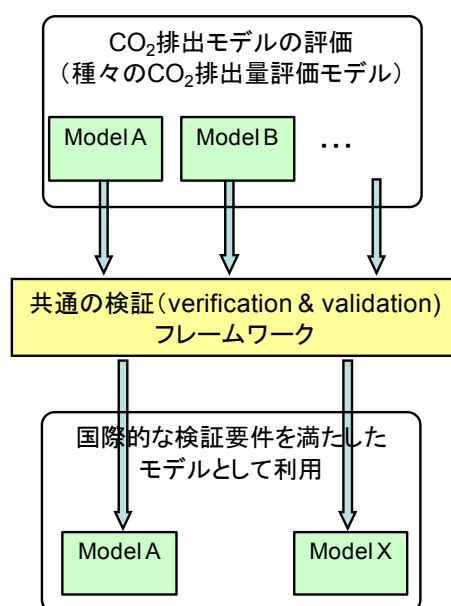 CO₂排出モデルの評価
（種々のCO₂排出量評価モデル）
Model A
Model B
...
共通の検証（verification & validation)
フレームワーク
国際的な検証要件を満たした
モデルとして利用
Model A
Model X